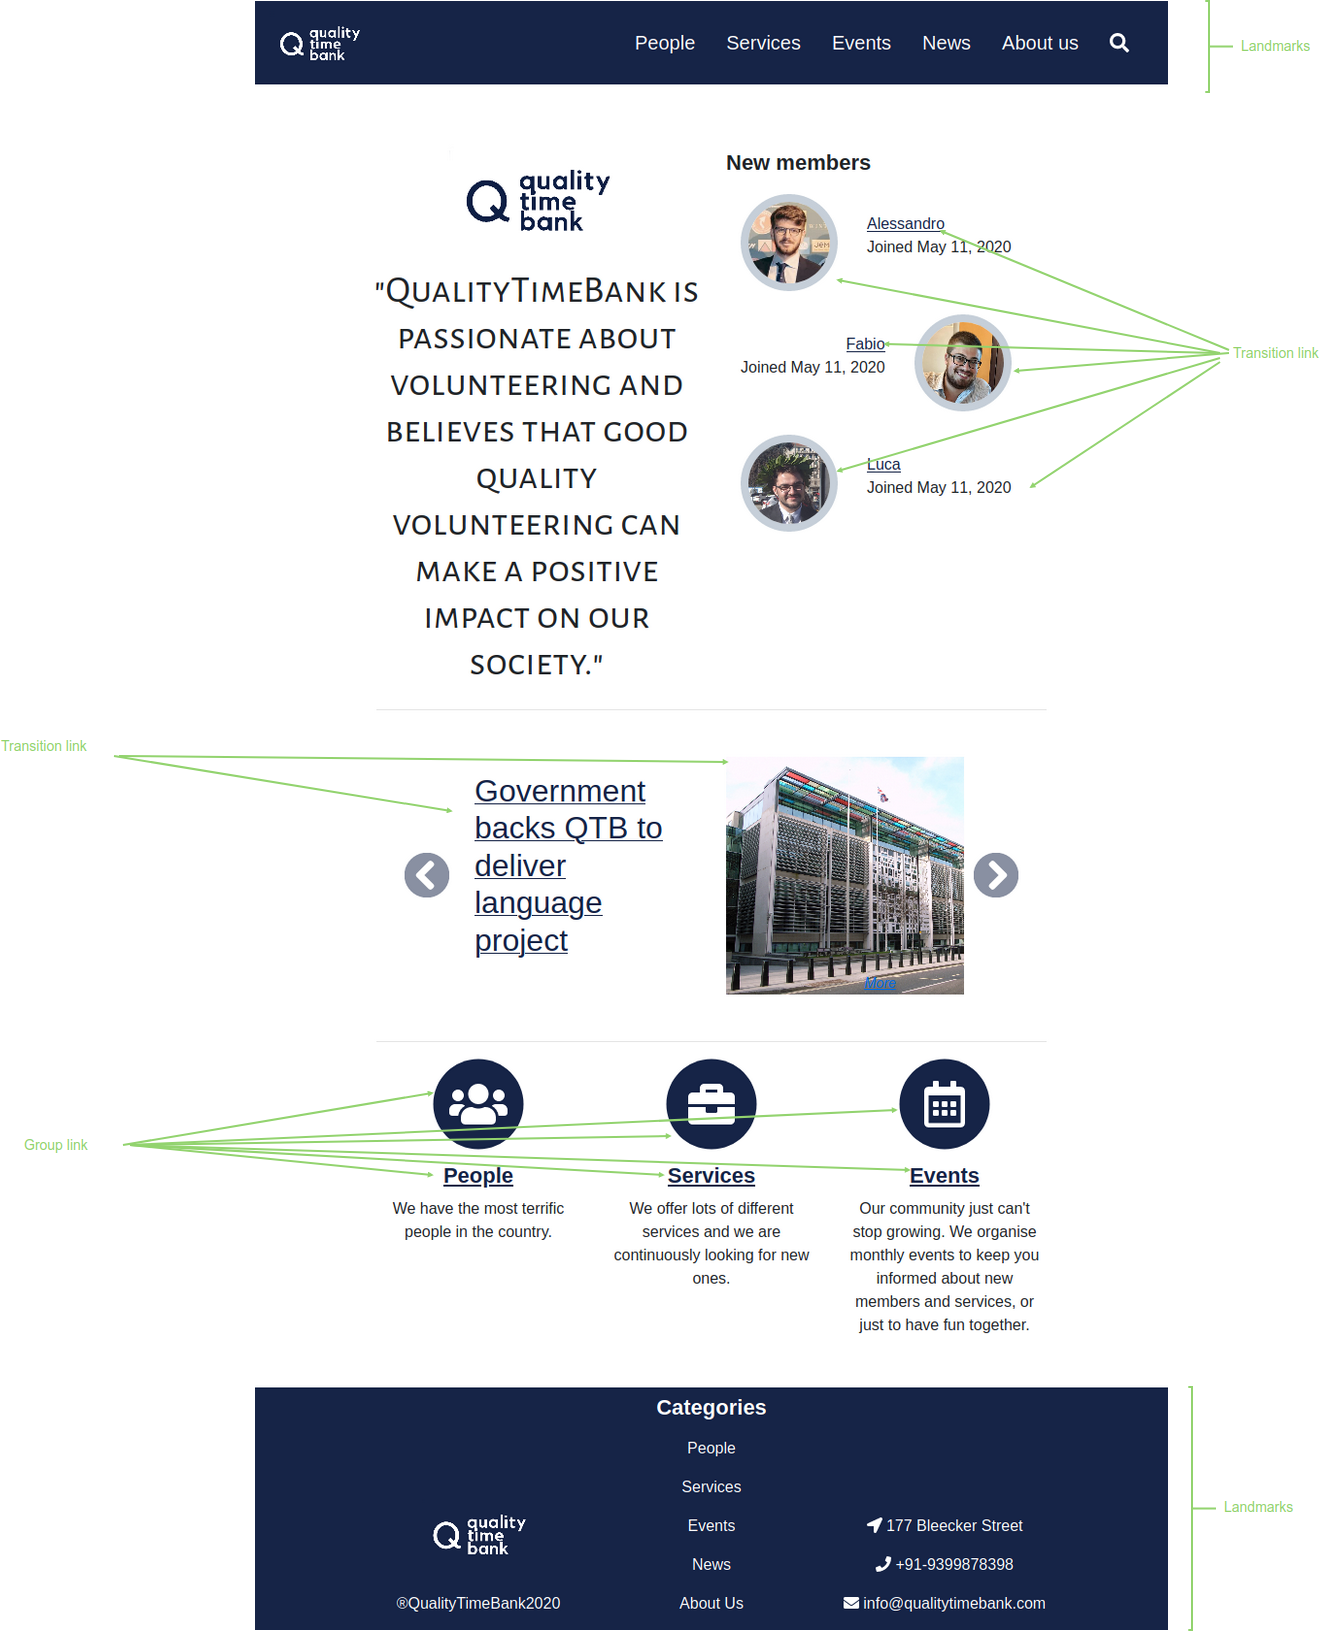 quality
time
bank
People Services Events News About us
Landmarks
quality
time
bank
"QualityTimeBank is
passionate about
volunteering and
believes that good
quality
volunteering can
make a positive
impact on our
society."
New members
Alessandro
Joined May 11, 2020
Fabio
Joined May 11, 2020
Luca
Joined May 11, 2020
Transition link
Transition link
Government
backs QTB to
deliver
language
project
More
Group link
People
We have the most terrific
people in the country.
Services
We offer lots of different
services and we are
continuously looking for new
ones.
Events
Our community just can't
stop growing. We organise
monthly events to keep you
informed about new
members and services, or
just to have fun together.
quality
time
bank
®QualityTimeBank2020
Categories
People
Services
Events
News
About Us
177 Bleecker Street
+91-9399878398
info@qualitytimebank.com
Landmarks